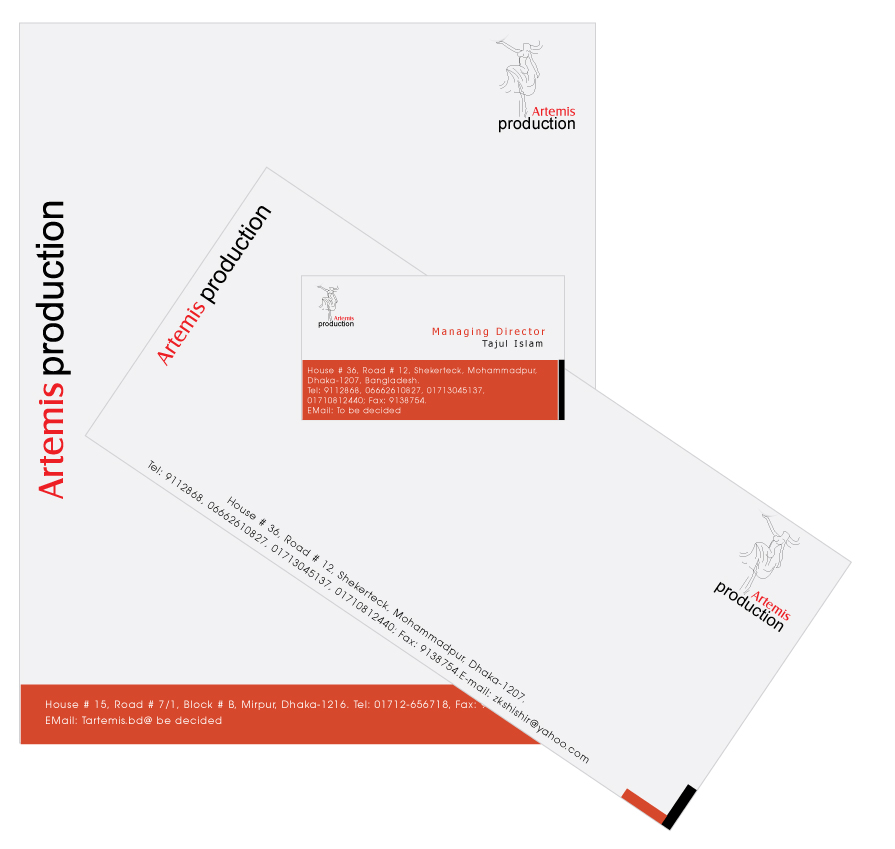 Artemis
production
Artemis production
Artemis production
Artemis
production
Managing Director
Tajul Islam
House # 36, Road # 12, Shekerteck, Mohammadpur,
Dhaka-1207, Bangladesh.
Tel: 9112868, 06662610827, 01713045137,
01710812440; Fax: 9138754.
EMail: To be decided
House # 36, Road # 12, Shekerteck, Mohammadpur, Dhaka-1207.
Tel: 9112868, 06662610827, 01713045137, 01710812440; Fax: 9138754.E-mail: zkshishir@yahoo.com
Artemis
production
House # 15, Road # 7/1, Block # B, Mirpur, Dhaka-1216. Tel: 01712-656718, Fax:
EMail: Tartemis.bd@ be decided